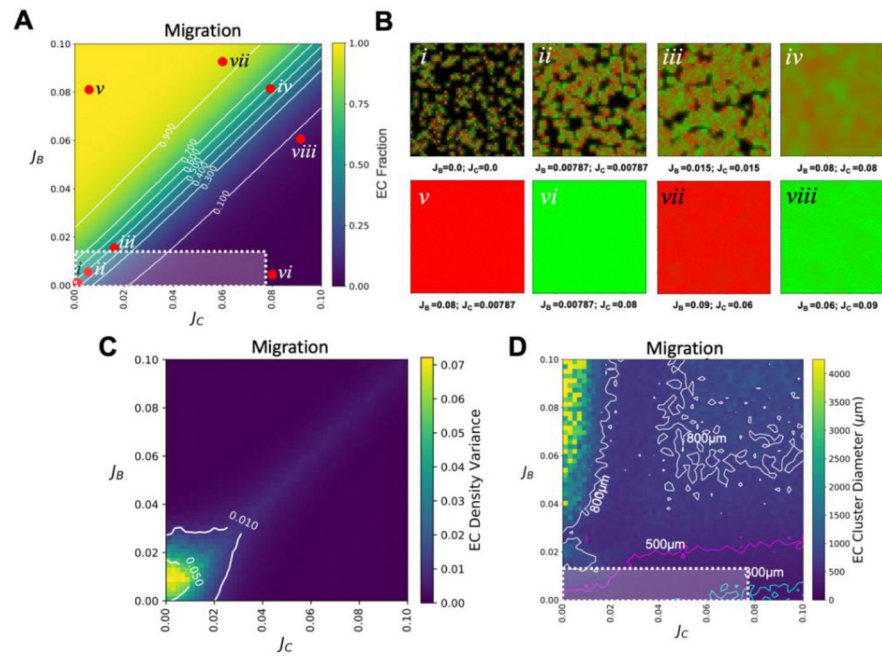 A
Migration
0.10
0.08
0.06
0.04
0.02
0.00
J_B
0.00
0.02
0.04
0.06
0.08
0.10
J_C
v
vii
iv
viii
iii
i
ii
vi
0.900
0.700
0.400
0.300
0.100
1.00
0.75
0.50
0.25
0.00
EC Fraction
B
i
ii
iii
iv
J_B=0.0; J_C=0.0
J_B=0.00787; J_C=0.00787
J_B=0.015; J_C=0.015
J_B=0.08; J_C=0.08
v
vi
vii
viii
J_B=0.08; J_C=0.00787
J_B=0.00787; J_C=0.08
J_B=0.09; J_C=0.06
J_B=0.06; J_C=0.09
C
Migration
0.10
0.08
0.06
0.04
0.02
0.00
J_B
0.00
0.02
0.04
0.06
0.08
0.10
J_C
0.010
0.050
0.07
0.06
0.05
0.04
0.03
0.02
0.01
0.00
EC Density Variance
D
Migration
0.10
0.08
0.06
0.04
0.02
0.00
J_B
0.00
0.02
0.04
0.06
0.08
0.10
J_C
800μm
800μm
500μm
300μm
4000
3500
3000
2500
2000
1500
1000
500
0
EC Cluster Diameter (μm)